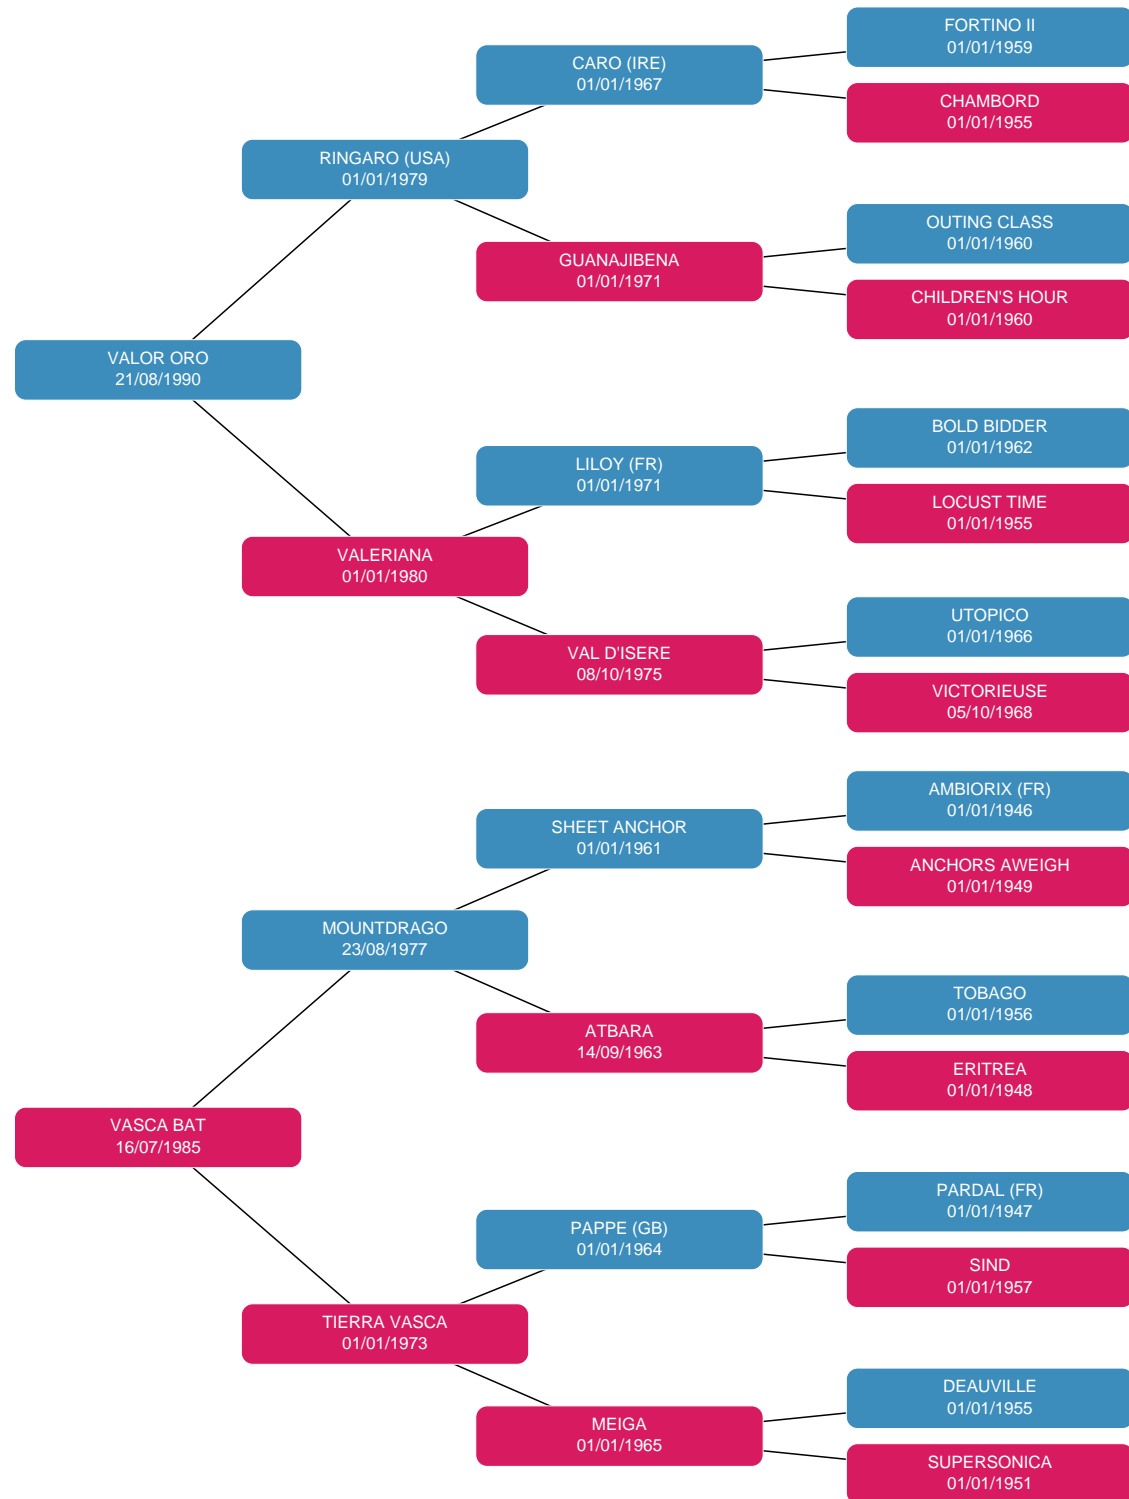 FORTINO II
01/01/1959
CARO (IRE)
01/01/1967
CHAMBORD
01/01/1955
RINGARO (USA)
01/01/1979
OUTING CLASS
01/01/1960
GUANAJIBENA
01/01/1971
CHILDREN'S HOUR
01/01/1960
VALOR ORO
21/08/1990
BOLD BIDDER
01/01/1962
LILOY (FR)
01/01/1971
LOCUST TIME
01/01/1955
VALERIANA
01/01/1980
UTOPICO
01/01/1966
VAL D'ISERE
08/10/1975
VICTORIEUSE
05/10/1968
AMBIORIX (FR)
01/01/1946
SHEET ANCHOR
01/01/1961
ANCHORS AWEIGH
01/01/1949
MOUNTDRAGO
23/08/1977
TOBAGO
01/01/1956
ATBARA
14/09/1963
ERITREA
01/01/1948
VASCA BAT
16/07/1985
PARDAL (FR)
01/01/1947
PAPPE (GB)
01/01/1964
SIND
01/01/1957
TIERRA VASCA
01/01/1973
DEAUVILLE
01/01/1955
MEIGA
01/01/1965
SUPERSONICA
01/01/1951